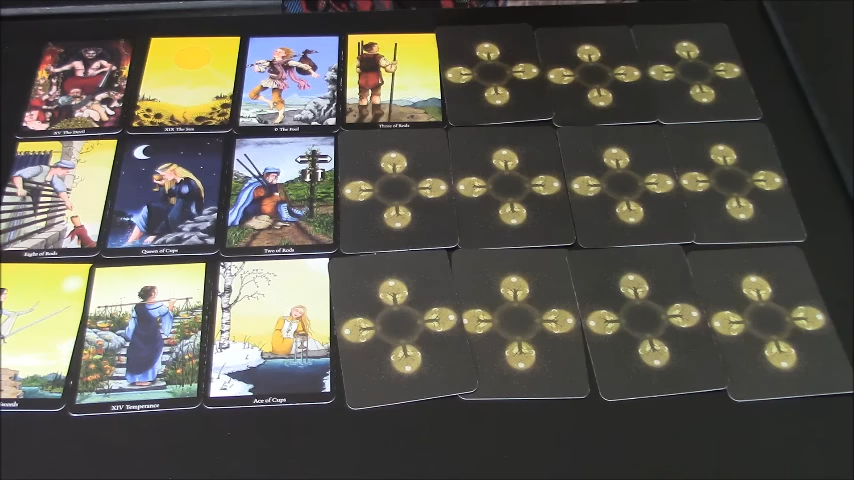 XV The Devil
XIX The Sun
0 The Fool
Three of Rods
Eight of Rods
Queen of Cups
Two of Rods
XIV Temperance
Ace of Cups